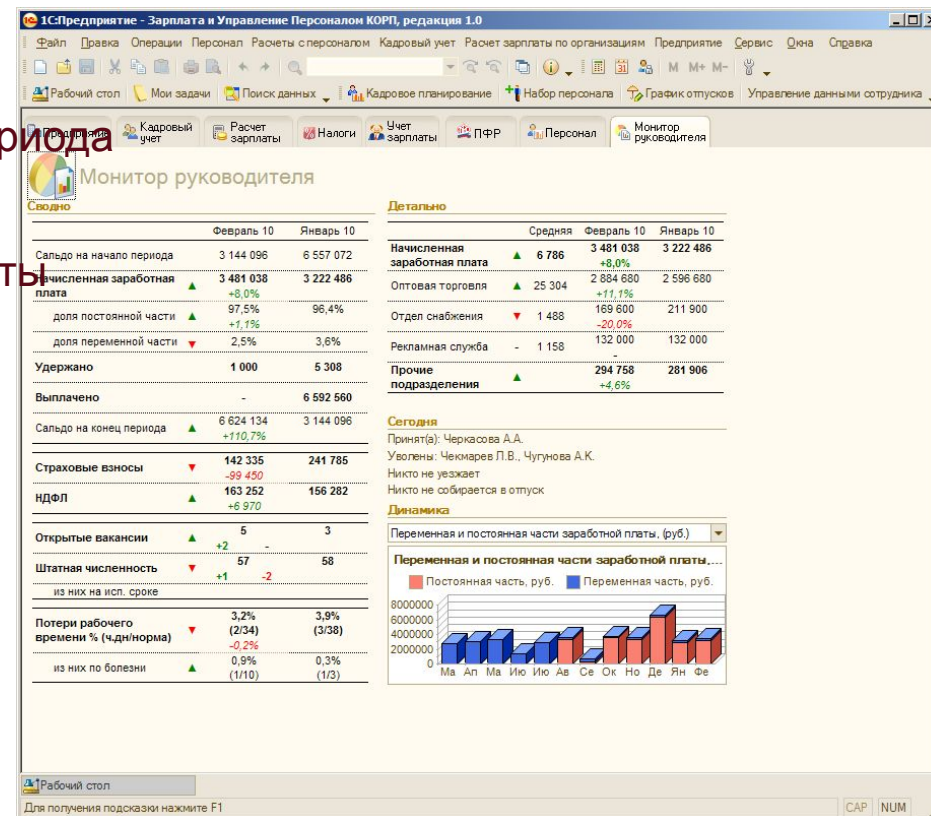 1С:Предприятие - Зарплата и Управление Персоналом КОРП, редакция 1.0
Файл Правка Операции Персонал Расчеты с персоналом Кадровый учет Расчет зарплаты по организациям Предприятие Сервис Окна Справка
M M+ M-
Рабочий стол Мои задачи Поиск данных Кадровое планирование Набор персонала График отпусков Управление данными сотрудника
Предприятие Кадровый учет Расчет зарплаты Налоги Учет зарплаты ПФР Персонал Монитор руководителя
риода
Монитор руководителя
ты
Сводно
Февраль 10 Январь 10
Сальдо на начало периода 3 144 096 6 557 072
Начисленная заработная плата 3 481 038 3 222 486
+8,0%
доля постоянной части 97,5% 96,4%
+1,1%
доля переменной части 2,5% 3,6%
Удержано 1 000 5 308
Выплачено - 6 592 560
Сальдо на конец периода 6 624 134 3 144 096
+110,7%
Страховые взносы 142 335 241 785
-99 450
НДФЛ 163 252 156 282
+6 970
Открытые вакансии 5 3
+2 -
Штатная численность 57 58
+1 -2
из них на исп. сроке
Потери рабочего времени % (ч.дн/норма) 3,2% 3,9%
(2/34) (3/38)
-0,2%
из них по болезни 0,9% 0,3%
(1/10) (1/3)
Детально
Средняя Февраль 10 Январь 10
Начисленная заработная плата 6 786 3 481 038 3 222 486
+8,0%
Оптовая торговля 25 304 2 884 680 2 596 680
+11,1%
Отдел снабжения 1 488 169 600 211 900
-20,0%
Рекламная служба - 1 158 132 000 132 000
-
Прочие подразделения 294 758 281 906
+4,6%
Сегодня
Принят(а): Черкасова А.А.
Уволены: Чекмарев Л.В., Чугунова А.К.
Никто не уезжает
Никто не собирается в отпуск
Динамика
Переменная и постоянная части заработной платы, (руб.)
Переменная и постоянная части заработной платы,...
Постоянная часть, руб. Переменная часть, руб.
8000000
6000000
4000000
2000000
0
Ма Ап Ма Ию Ию Ав Се Ок Но Де Ян Фе
Рабочий стол
Для получения подсказки нажмите F1 CAP NUM